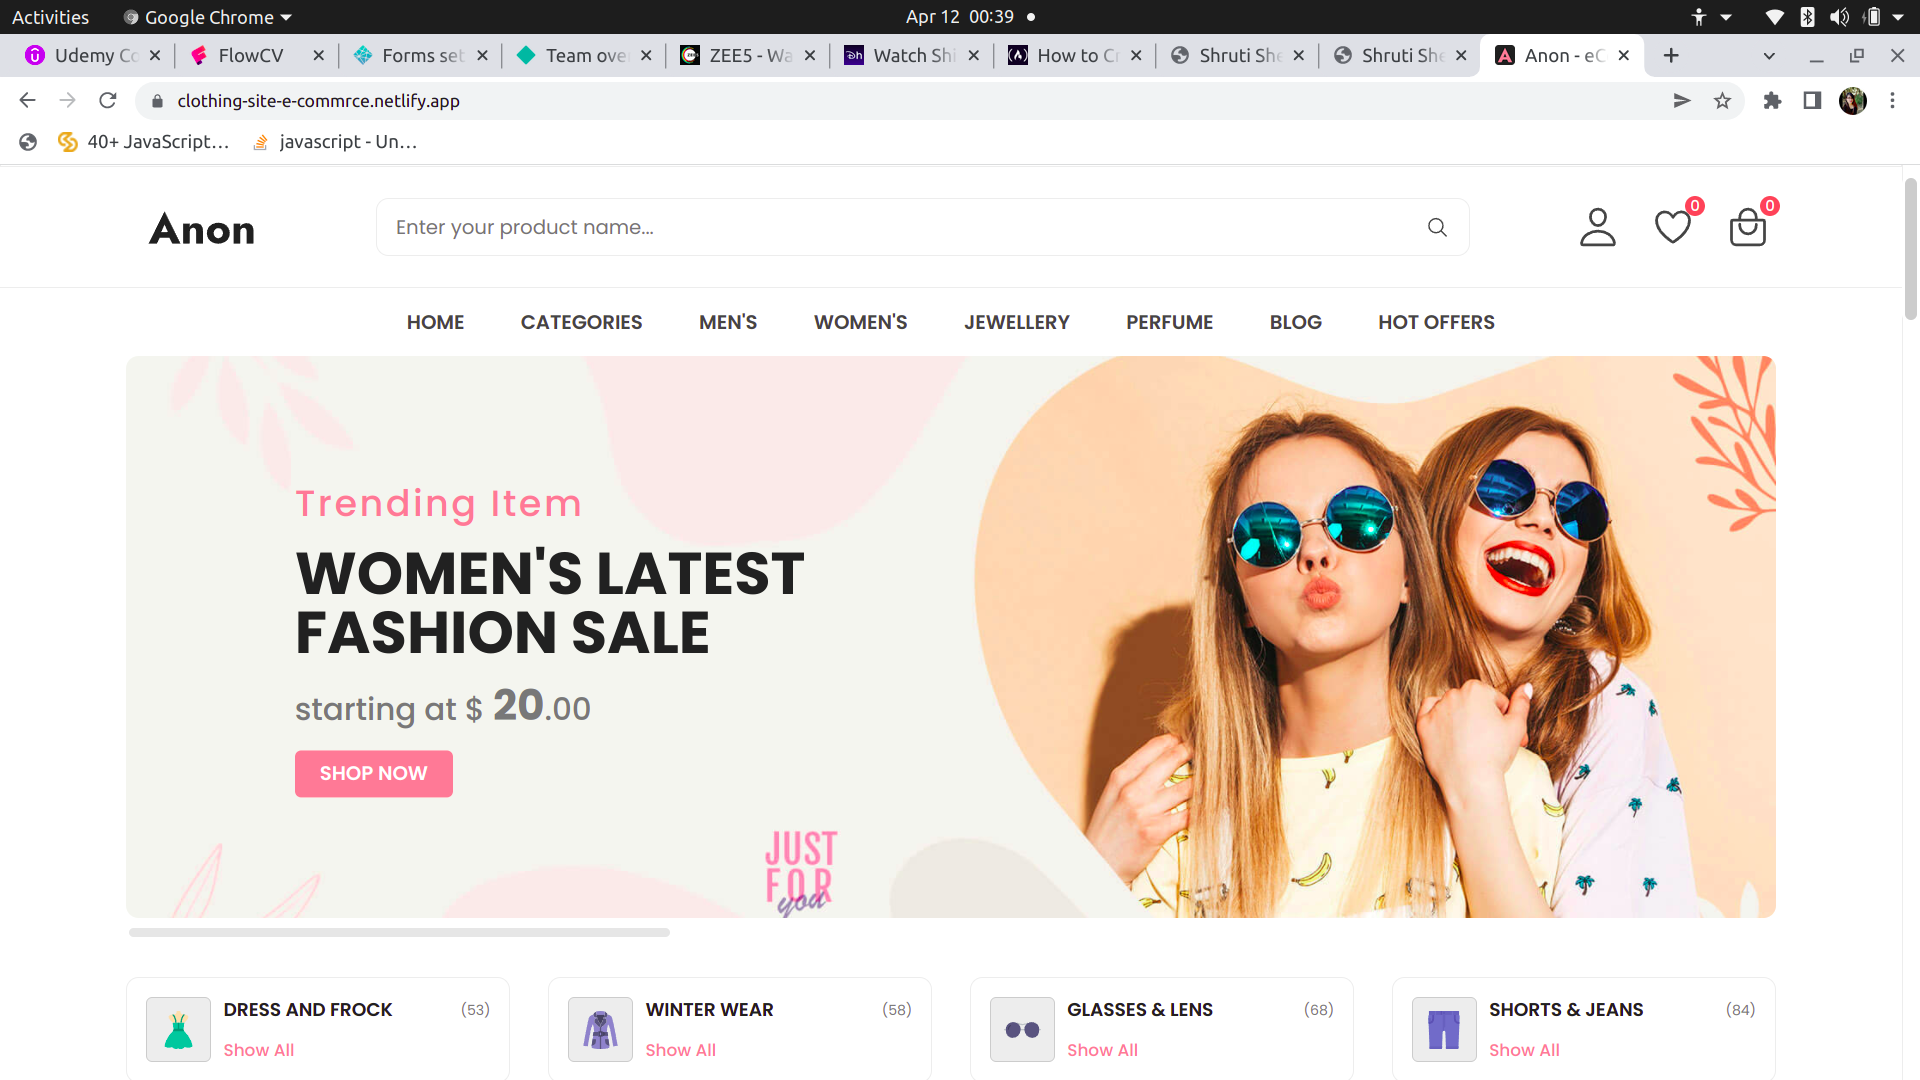 Activities
Google Chrome
Apr 12 00:39
Udemy Co
FlowCV
Forms set
Team over
ZEE5 - Wa
Watch Shi
How to Cr
Shruti She
Shruti She
Anon - eC
clothing-site-e-commrce.netlify.app
40+ JavaScript...
javascript - Un...
Anon
Enter your product name...
0
0
HOME
CATEGORIES
MEN'S
WOMEN'S
JEWELLERY
PERFUME
BLOG
HOT OFFERS
Trending Item
WOMEN'S LATEST
FASHION SALE
starting at $ 20.00
SHOP NOW
JUST
FOR
you
DRESS AND FROCK
(53)
Show All
WINTER WEAR
(58)
Show All
GLASSES & LENS
(68)
Show All
SHORTS & JEANS
(84)
Show All